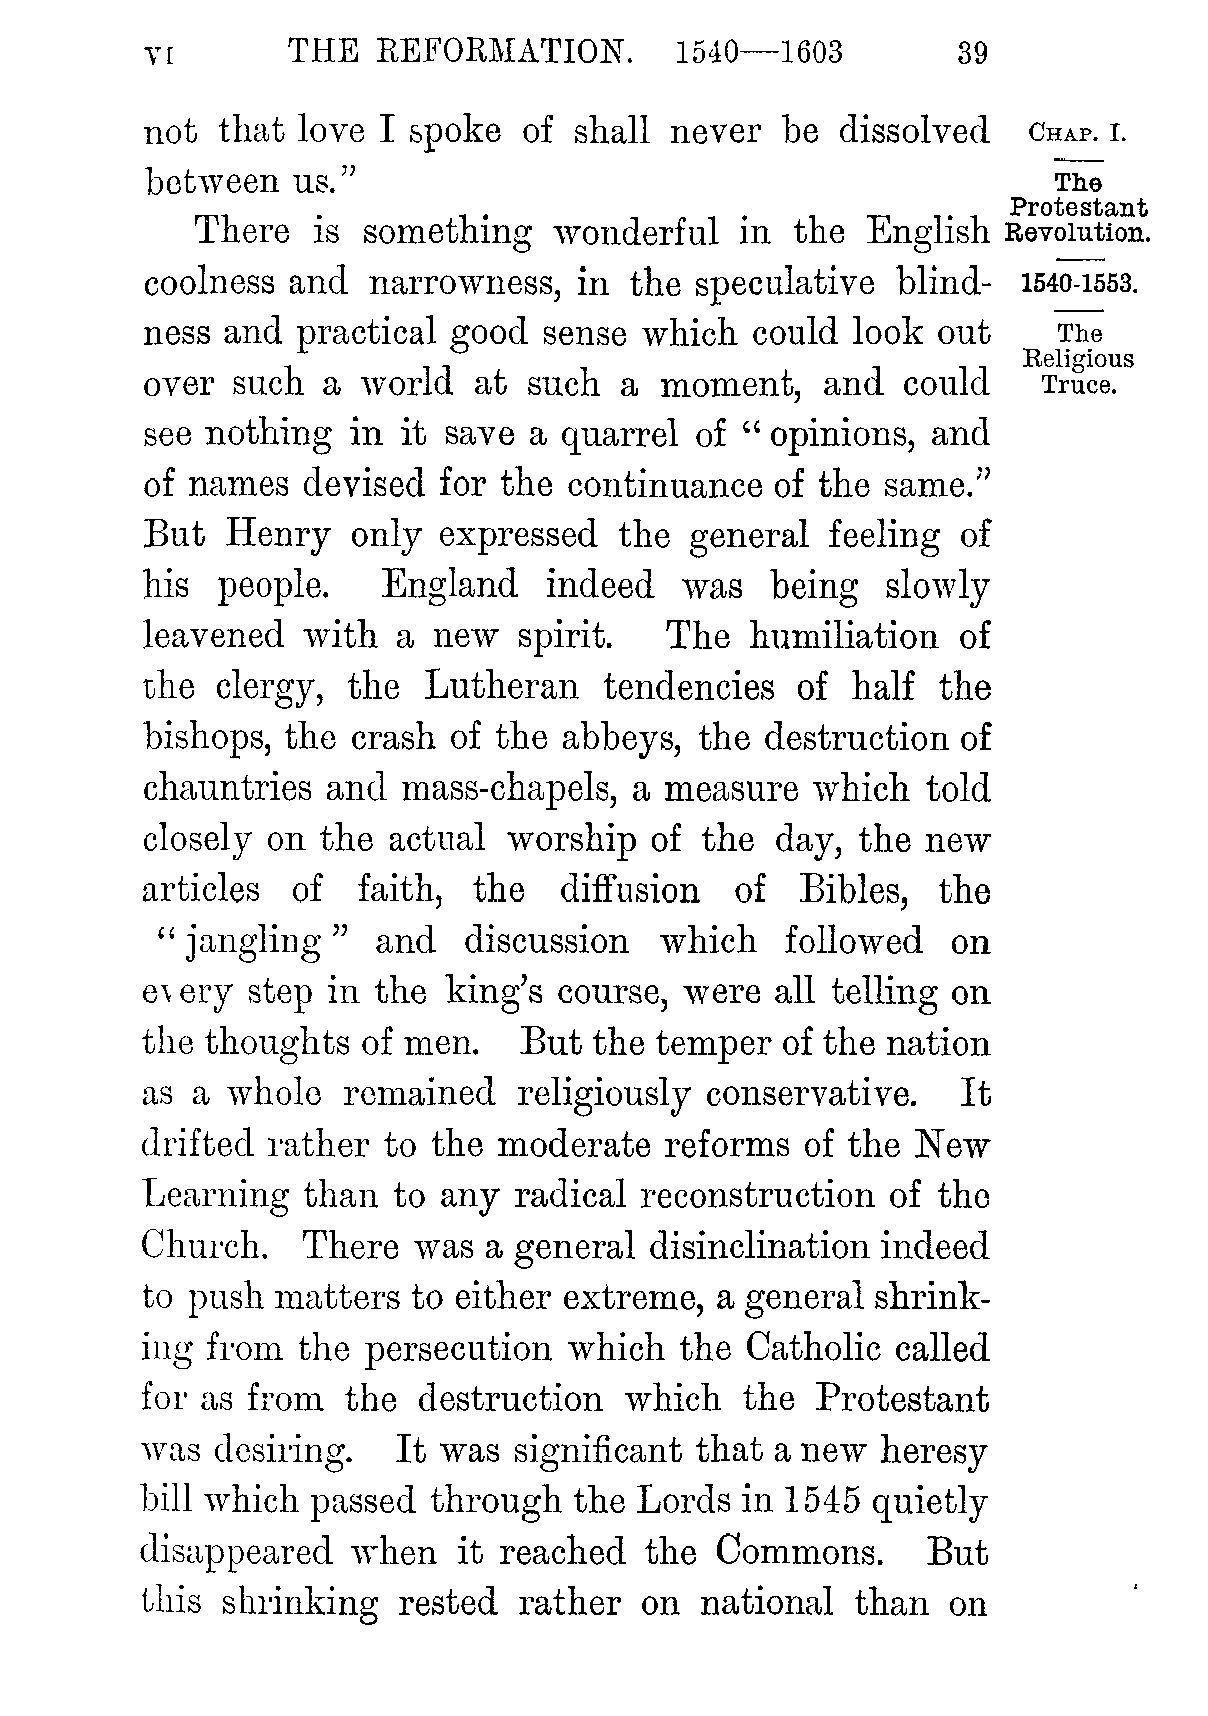 VI THE REFORMATION. 1540—1603 39
not that love I spoke of shall never be dissolved
between us.”
There is something wonderful in the English
coolness and narrowness, in the speculative blind-
ness and practical good sense which could look out
over such a world at such a moment, and could
see nothing in it save a quarrel of “ opinions, and
of names devised for the continuance of the same.”
But Henry only expressed the general feeling of
his people. England indeed was being slowly
leavened with a new spirit. The humiliation of
the clergy, the Lutheran tendencies of half the
bishops, the crash of the abbeys, the destruction of
chauntries and mass-chapels, a measure which told
closely on the actual worship of the day, the new
articles of faith, the diffusion of Bibles, the
“ jangling ” and discussion which followed on
every step in the king’s course, were all telling on
the thoughts of men. But the temper of the nation
as a whole remained religiously conservative. It
drifted rather to the moderate reforms of the New
Learning than to any radical reconstruction of the
Church. There was a general disinclination indeed
to push matters to either extreme, a general shrink-
ing from the persecution which the Catholic called
for as from the destruction which the Protestant
was desiring. It was significant that a new heresy
bill which passed through the Lords in 1545 quietly
disappeared when it reached the Commons. But
this shrinking rested rather on national than on
CHAP. I.
The
Protestant
Revolution.
1540-1553.
The
Religious
Truce.